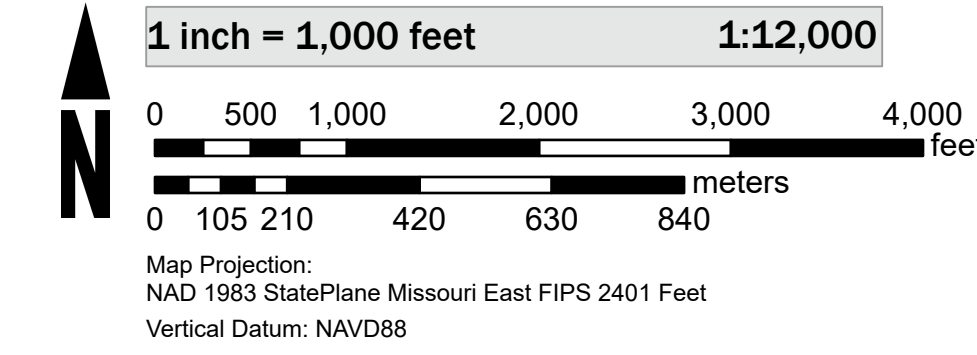 N
1 inch = 1,000 feet 1:12,000
0 500 1,000 2,000 3,000 4,000
feet
meters
0 105 210 420 630 840
Map Projection:
NAD 1983 StatePlane Missouri East FIPS 2401 Feet
Vertical Datum: NAVD88